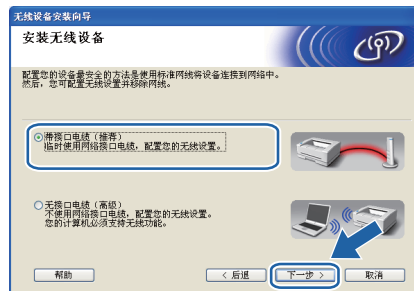 无线设备安装向导
安装无线设备
配置您的设备最安全的方法是使用标准网线将设备连接到网络中。
然后，您可配置无线设置并移除网线。
带接口电缆（推荐）
临时使用网络接口电缆，配置您的无线设置。
无接口电缆（高级）
不使用网络接口电缆，配置您的无线设置。
您的计算机必须支持无线功能。
帮助 < 后退 下一步 > 取消